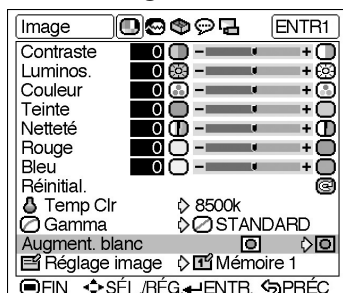 Image ENTR1
Contraste 0 - +
Luminos. 0 - +
Couleur 0 - +
Teinte 0 - +
Netteté 0 - +
Rouge 0 - +
Bleu 0 - +
Réinitial.
Temp Clr 8500k
Gamma STANDARD
Augment. blanc
Réglage image 1 Mémoire 1
FIN SÉL./RÉG ENTR. PRÉC